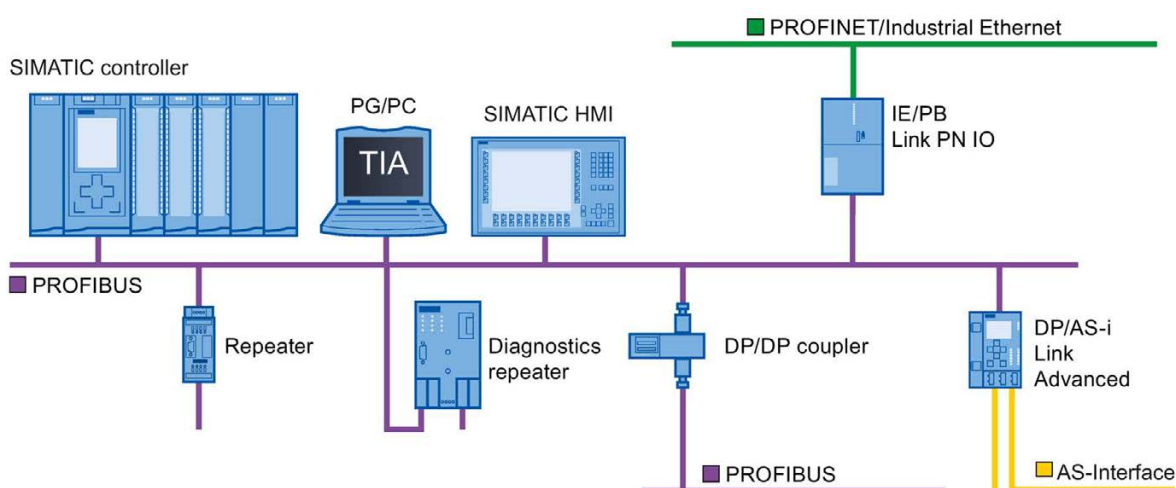 PROFINET/Industrial Ethernet
SIMATIC controller
PG/PC
SIMATIC HMI
IE/PB
Link PN IO
TIA
PROFIBUS
Repeater
Diagnostics
repeater
DP/DP coupler
DP/AS-i
Link
Advanced
PROFIBUS
AS-Interface